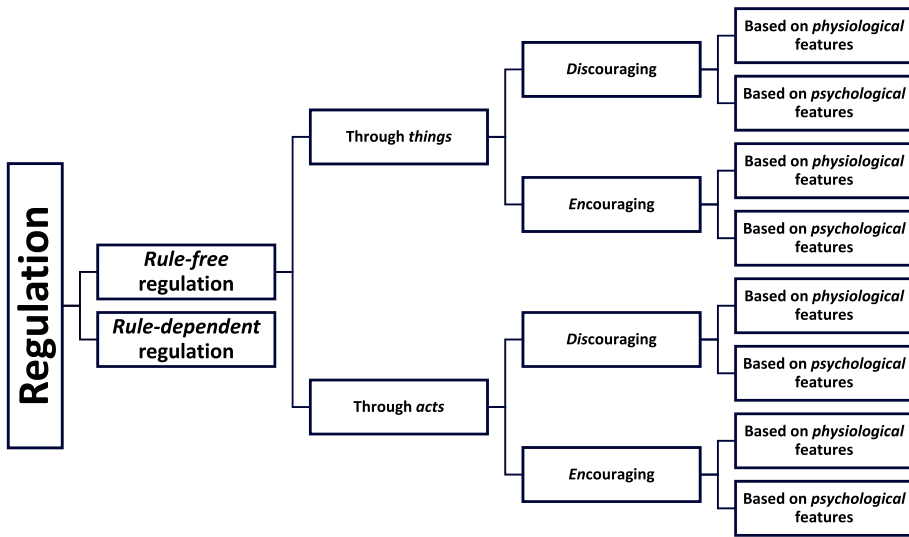 Regulation
Rule-free
regulation
Rule-dependent
regulation
Through things
Through acts
Discouraging
Encouraging
Discouraging
Encouraging
Based on physiological
features
Based on psychological
features
Based on physiological
features
Based on psychological
features
Based on physiological
features
Based on psychological
features
Based on physiological
features
Based on psychological
features